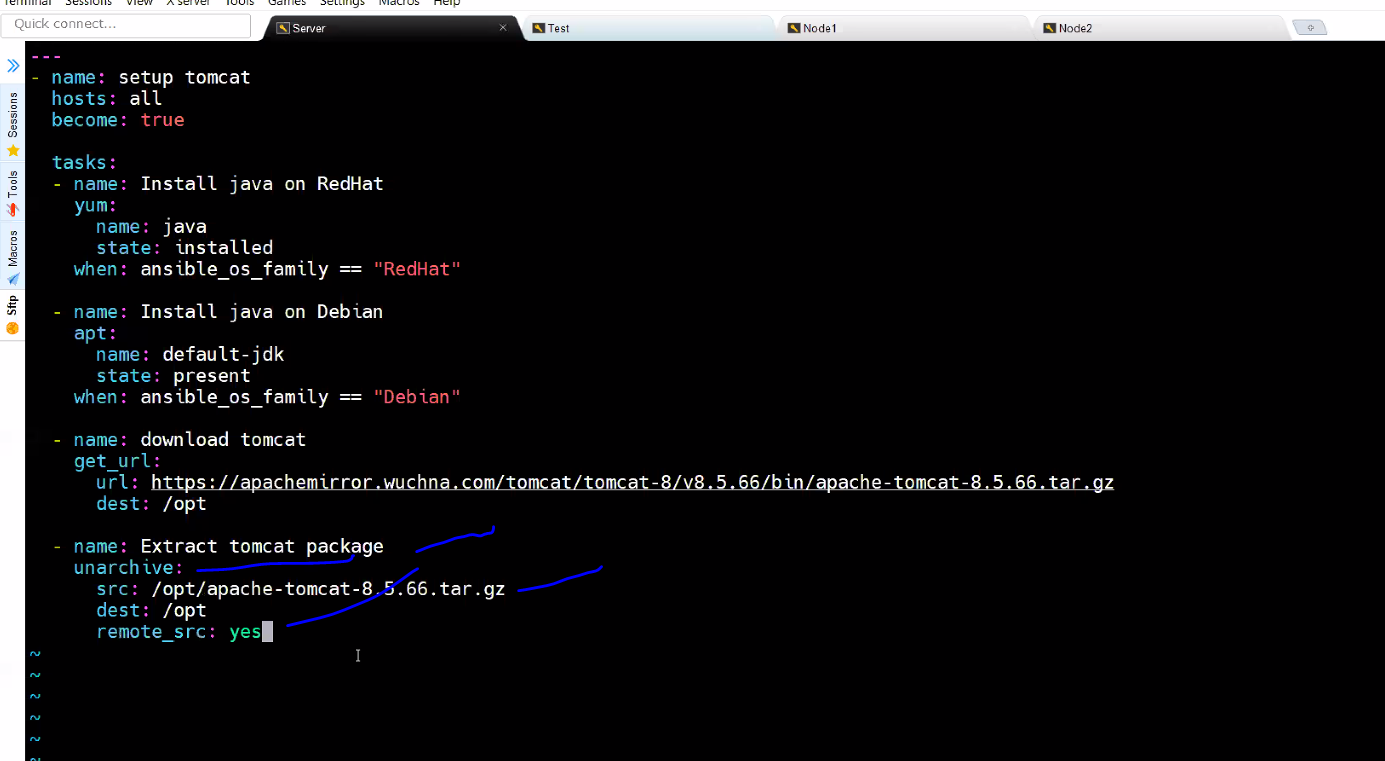 Terminal Sessions View X server Tools Games Settings Macros Help
Quick connect...
Server
Test
Node1
Node2
Sessions
Tools
Macros
Sftp
---
- name: setup tomcat
  hosts: all
  become: true

  tasks:
  - name: Install java on RedHat
    yum:
      name: java
      state: installed
    when: ansible_os_family == "RedHat"

  - name: Install java on Debian
    apt:
      name: default-jdk
      state: present
    when: ansible_os_family == "Debian"

  - name: download tomcat
    get_url:
      url: https://apachemirror.wuchna.com/tomcat/tomcat-8/v8.5.66/bin/apache-tomcat-8.5.66.tar.gz
      dest: /opt

  - name: Extract tomcat package
    unarchive:
      src: /opt/apache-tomcat-8.5.66.tar.gz
      dest: /opt
      remote_src: yes
~
~
~
~
~
~